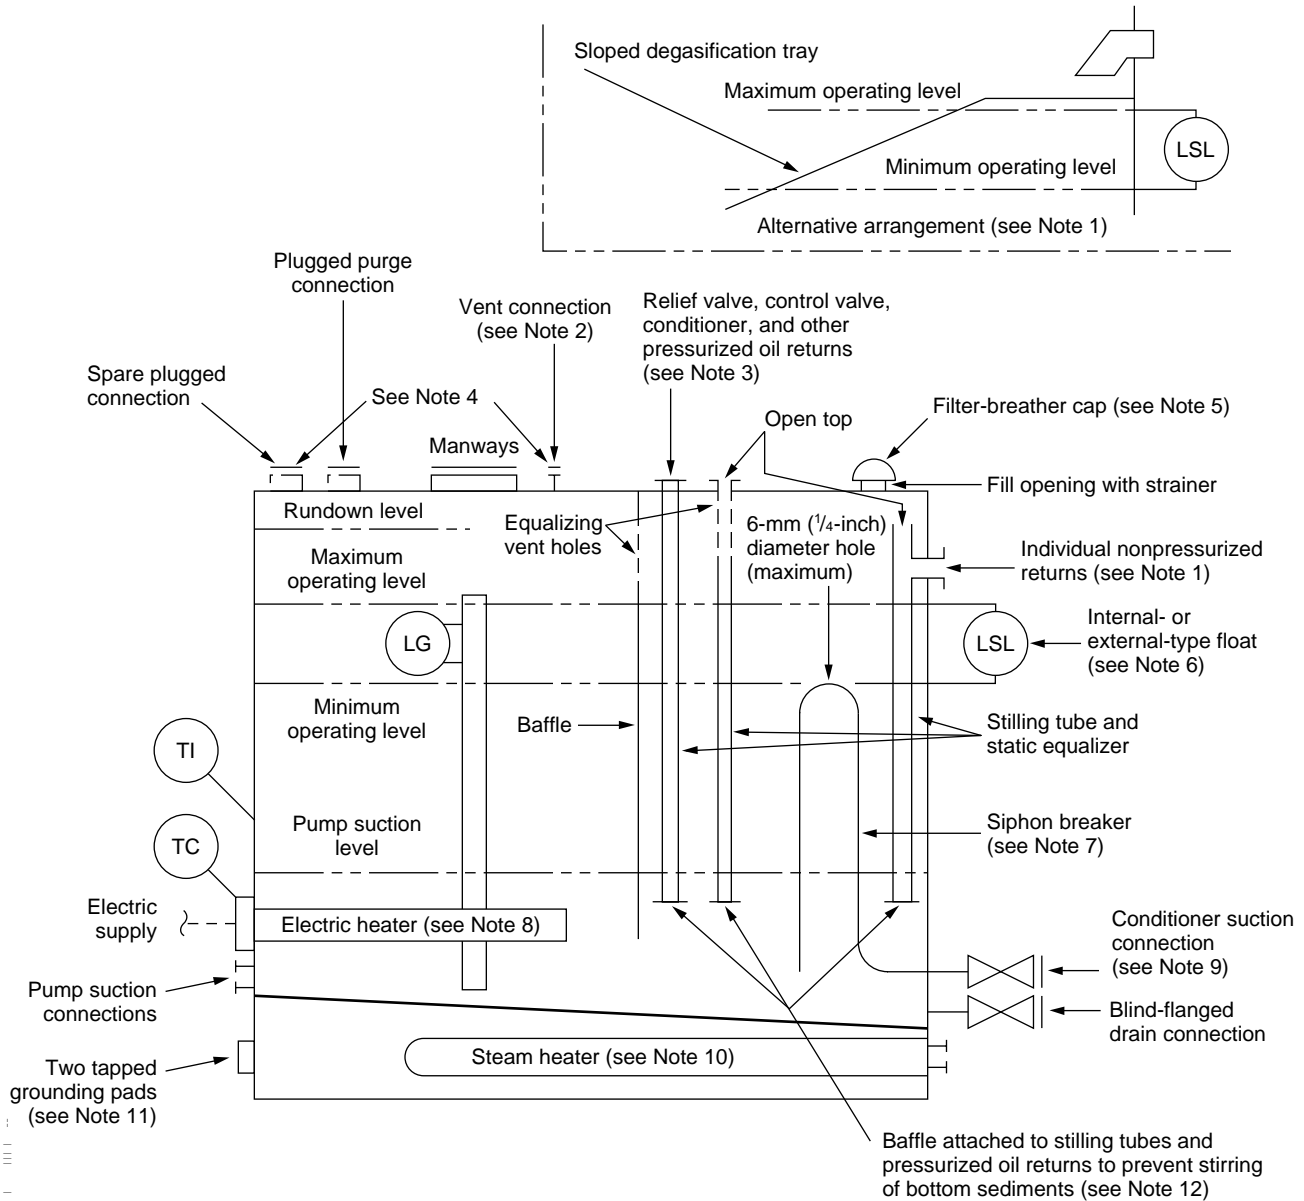 Sloped degasification tray
Maximum operating level
LSL
Minimum operating level
Alternative arrangement (see Note 1)
Plugged purge
connection
Vent connection
(see Note 2)
Relief valve, control valve,
conditioner, and other
pressurized oil returns
(see Note 3)
Spare plugged
connection
See Note 4
Manways
Open top
Filter-breather cap (see Note 5)
Fill opening with strainer
Rundown level
Equalizing
vent holes
6-mm (1/4-inch)
diameter hole
(maximum)
Individual nonpressurized
returns (see Note 1)
Maximum
operating level
LG
LSL
Internal- or
external-type float
(see Note 6)
Minimum
operating level
Baffle
Stilling tube and
static equalizer
TI
Pump suction
level
Siphon breaker
(see Note 7)
TC
Electric
supply
Electric heater (see Note 8)
Conditioner suction
connection
(see Note 9)
Pump suction
connections
Blind-flanged
drain connection
Steam heater (see Note 10)
Two tapped
grounding pads
(see Note 11)
Baffle attached to stilling tubes and
pressurized oil returns to prevent stirring
of bottom sediments (see Note 12)